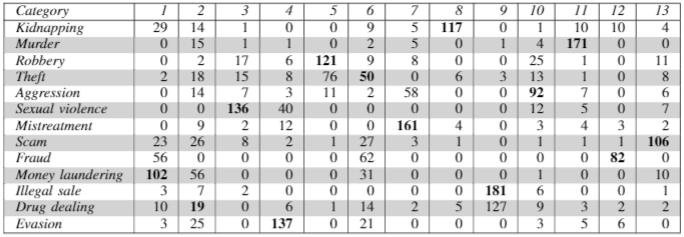 Category 1 2 3 4 5 6 7 8 9 10 11 12 13
Kidnapping 29 14 1 0 0 9 5 117 0 1 10 10 4
Murder 0 15 1 1 0 2 5 0 1 4 171 0 0
Robbery 0 2 17 6 121 9 8 0 0 25 1 0 11
Theft 2 18 15 8 76 50 0 6 3 13 1 0 8
Aggression 0 14 7 3 11 2 58 0 0 92 7 0 6
Sexual violence 0 0 136 40 0 0 0 0 0 12 5 0 7
Mistreatment 0 9 2 12 0 0 161 4 0 3 4 3 2
Scam 23 26 8 2 1 27 3 1 0 1 1 1 106
Fraud 56 0 0 0 0 62 0 0 0 0 0 82 0
Money laundering 102 56 0 0 0 31 0 0 0 1 0 0 10
Illegal sale 3 7 2 0 0 0 0 0 181 6 0 0 1
Drug dealing 10 19 0 6 1 14 2 5 127 9 3 2 2
Evasion 3 25 0 137 0 21 0 0 0 3 5 6 0